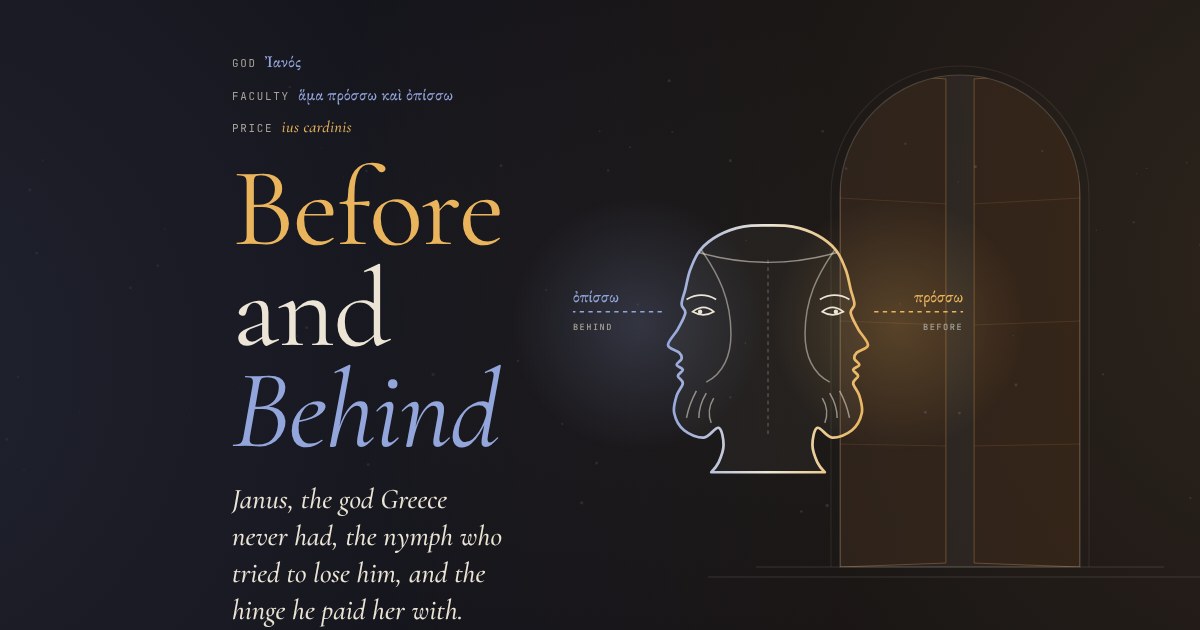 GOD Ἰανός
FACULTY ἅμα πρόσσω καὶ ὀπίσσω
PRICE ius cardinis
Before
and
Behind
Janus, the god Greece
never had, the nymph who
tried to lose him, and the
hinge he paid her with.
ὀπίσσω
BEHIND
πρόσσω
BEFORE